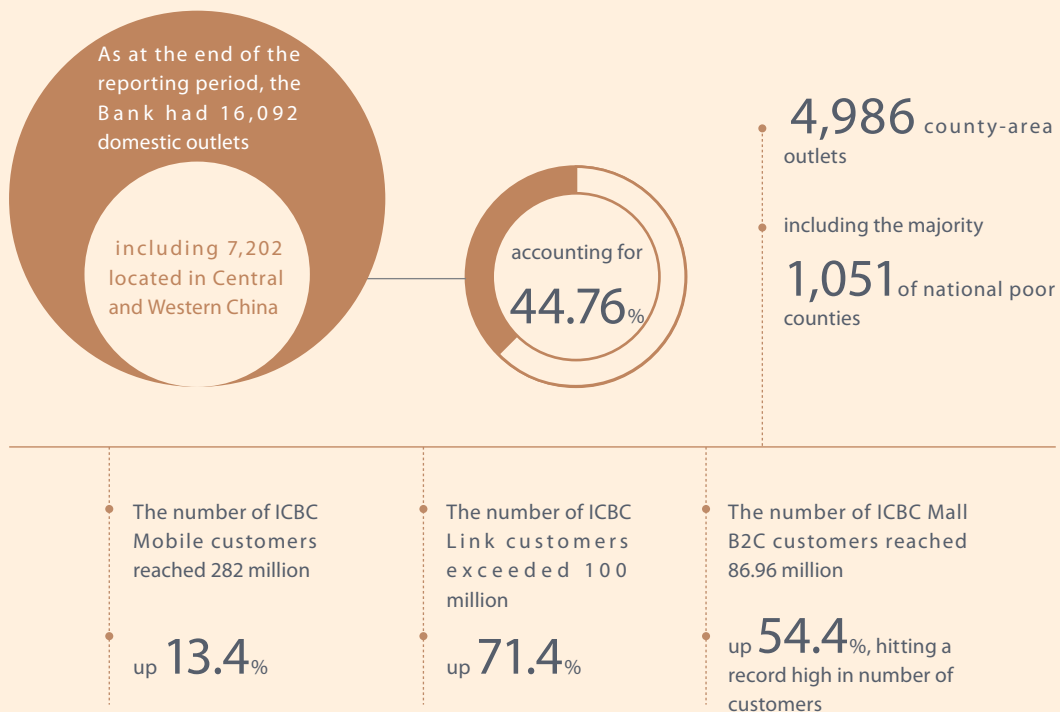 As at the end of the
reporting period, the
Bank had 16,092
domestic outlets
including 7,202
located in Central
and Western China
accounting for
44.76%
4,986 county-area
outlets
including the majority
1,051 of national poor
counties
The number of ICBC
Mobile customers
reached 282 million
up 13.4%
The number of ICBC
Link customers
exceeded 100
million
up 71.4%
The number of ICBC Mall
B2C customers reached
86.96 million
up 54.4%, hitting a
record high in number of
customers